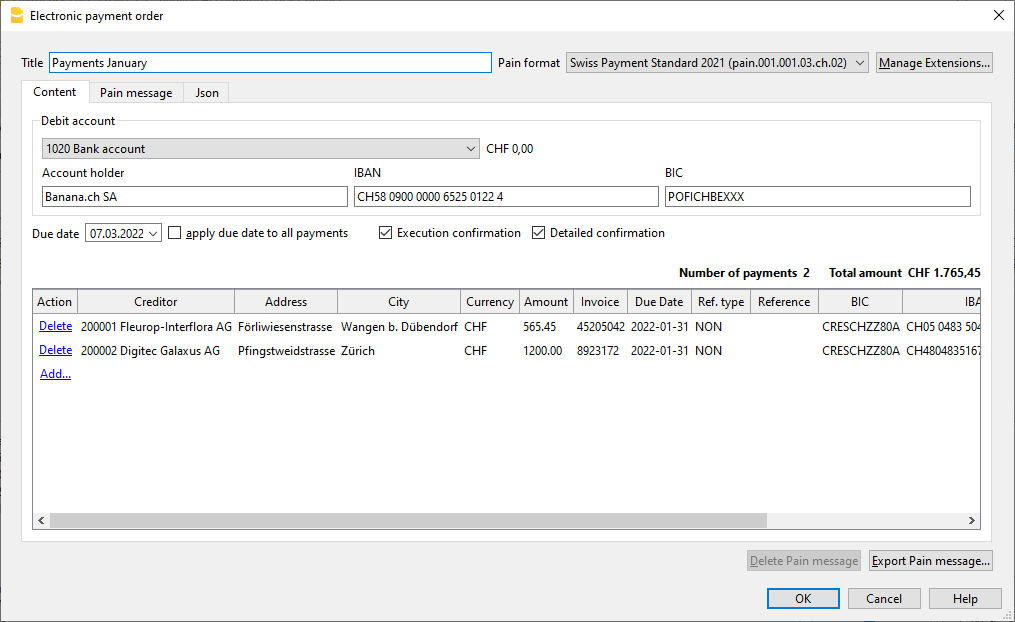 Electronic payment order
Title Payments January Pain format Swiss Payment Standard 2021 (pain.001.001.03.ch.02) Manage Extensions...
Content Pain message Json
Debit account
1020 Bank account CHF 0,00
Account holder IBAN BIC
Banana.ch SA CH58 0900 0000 6525 0122 4 POFICHBEXXX
Due date 07.03.2022 apply due date to all payments Execution confirmation Detailed confirmation
Number of payments 2 Total amount CHF 1.765,45
Action Creditor Address City Currency Amount Invoice Due Date Ref. type Reference BIC IBA
Delete 200001 Fleurop-Interflora AG Förliwiesenstrasse Wangen b. Dübendorf CHF 565.45 45205042 2022-01-31 NON CRESCHZZ80A CH05 0483 504
Delete 200002 Digitec Galaxus AG Pfingstweidstrasse Zürich CHF 1200.00 8923172 2022-01-31 NON CRESCHZZ80A CH4804835167
Add...
Delete Pain message Export Pain message...
OK Cancel Help